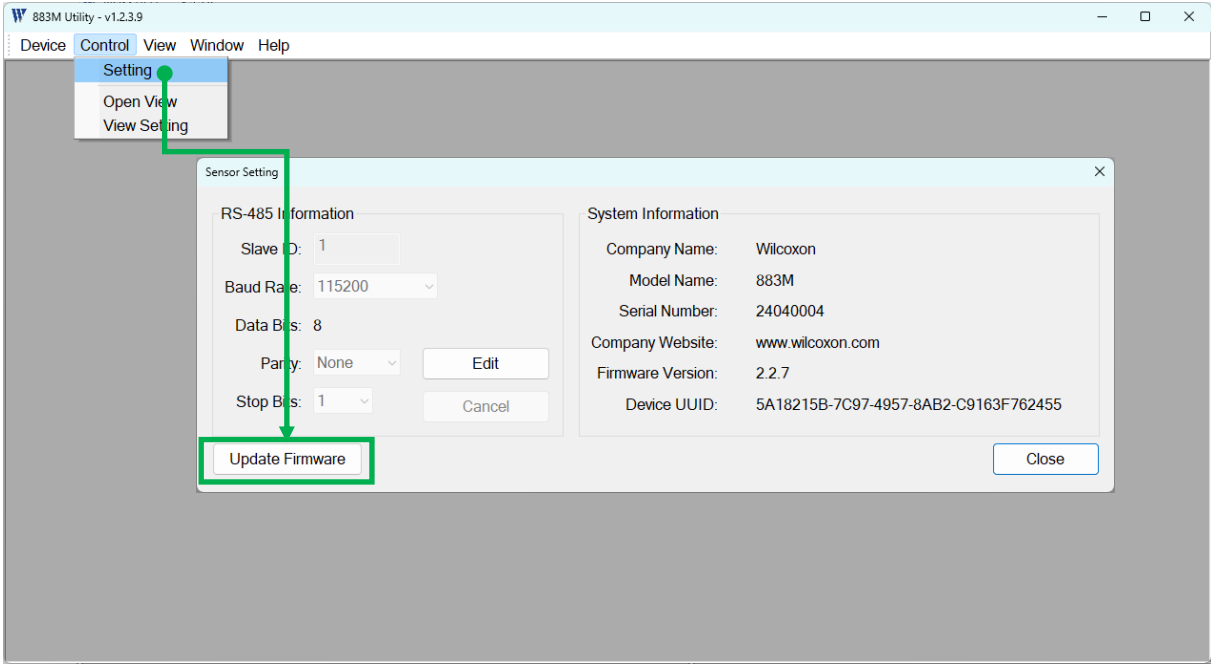 883M Utility - v1.2.3.9
Device Control View Window Help
Setting
Open View
View Setting
Sensor Setting
RS-485 Information
Slave ID: 1
Baud Rate: 115200
Data Bits: 8
Parity: None
Edit
Stop Bits: 1
Cancel
System Information
Company Name: Wilcoxon
Model Name: 883M
Serial Number: 24040004
Company Website: www.wilcoxon.com
Firmware Version: 2.2.7
Device UUID: 5A18215B-7C97-4957-8AB2-C9163F762455
Update Firmware
Close